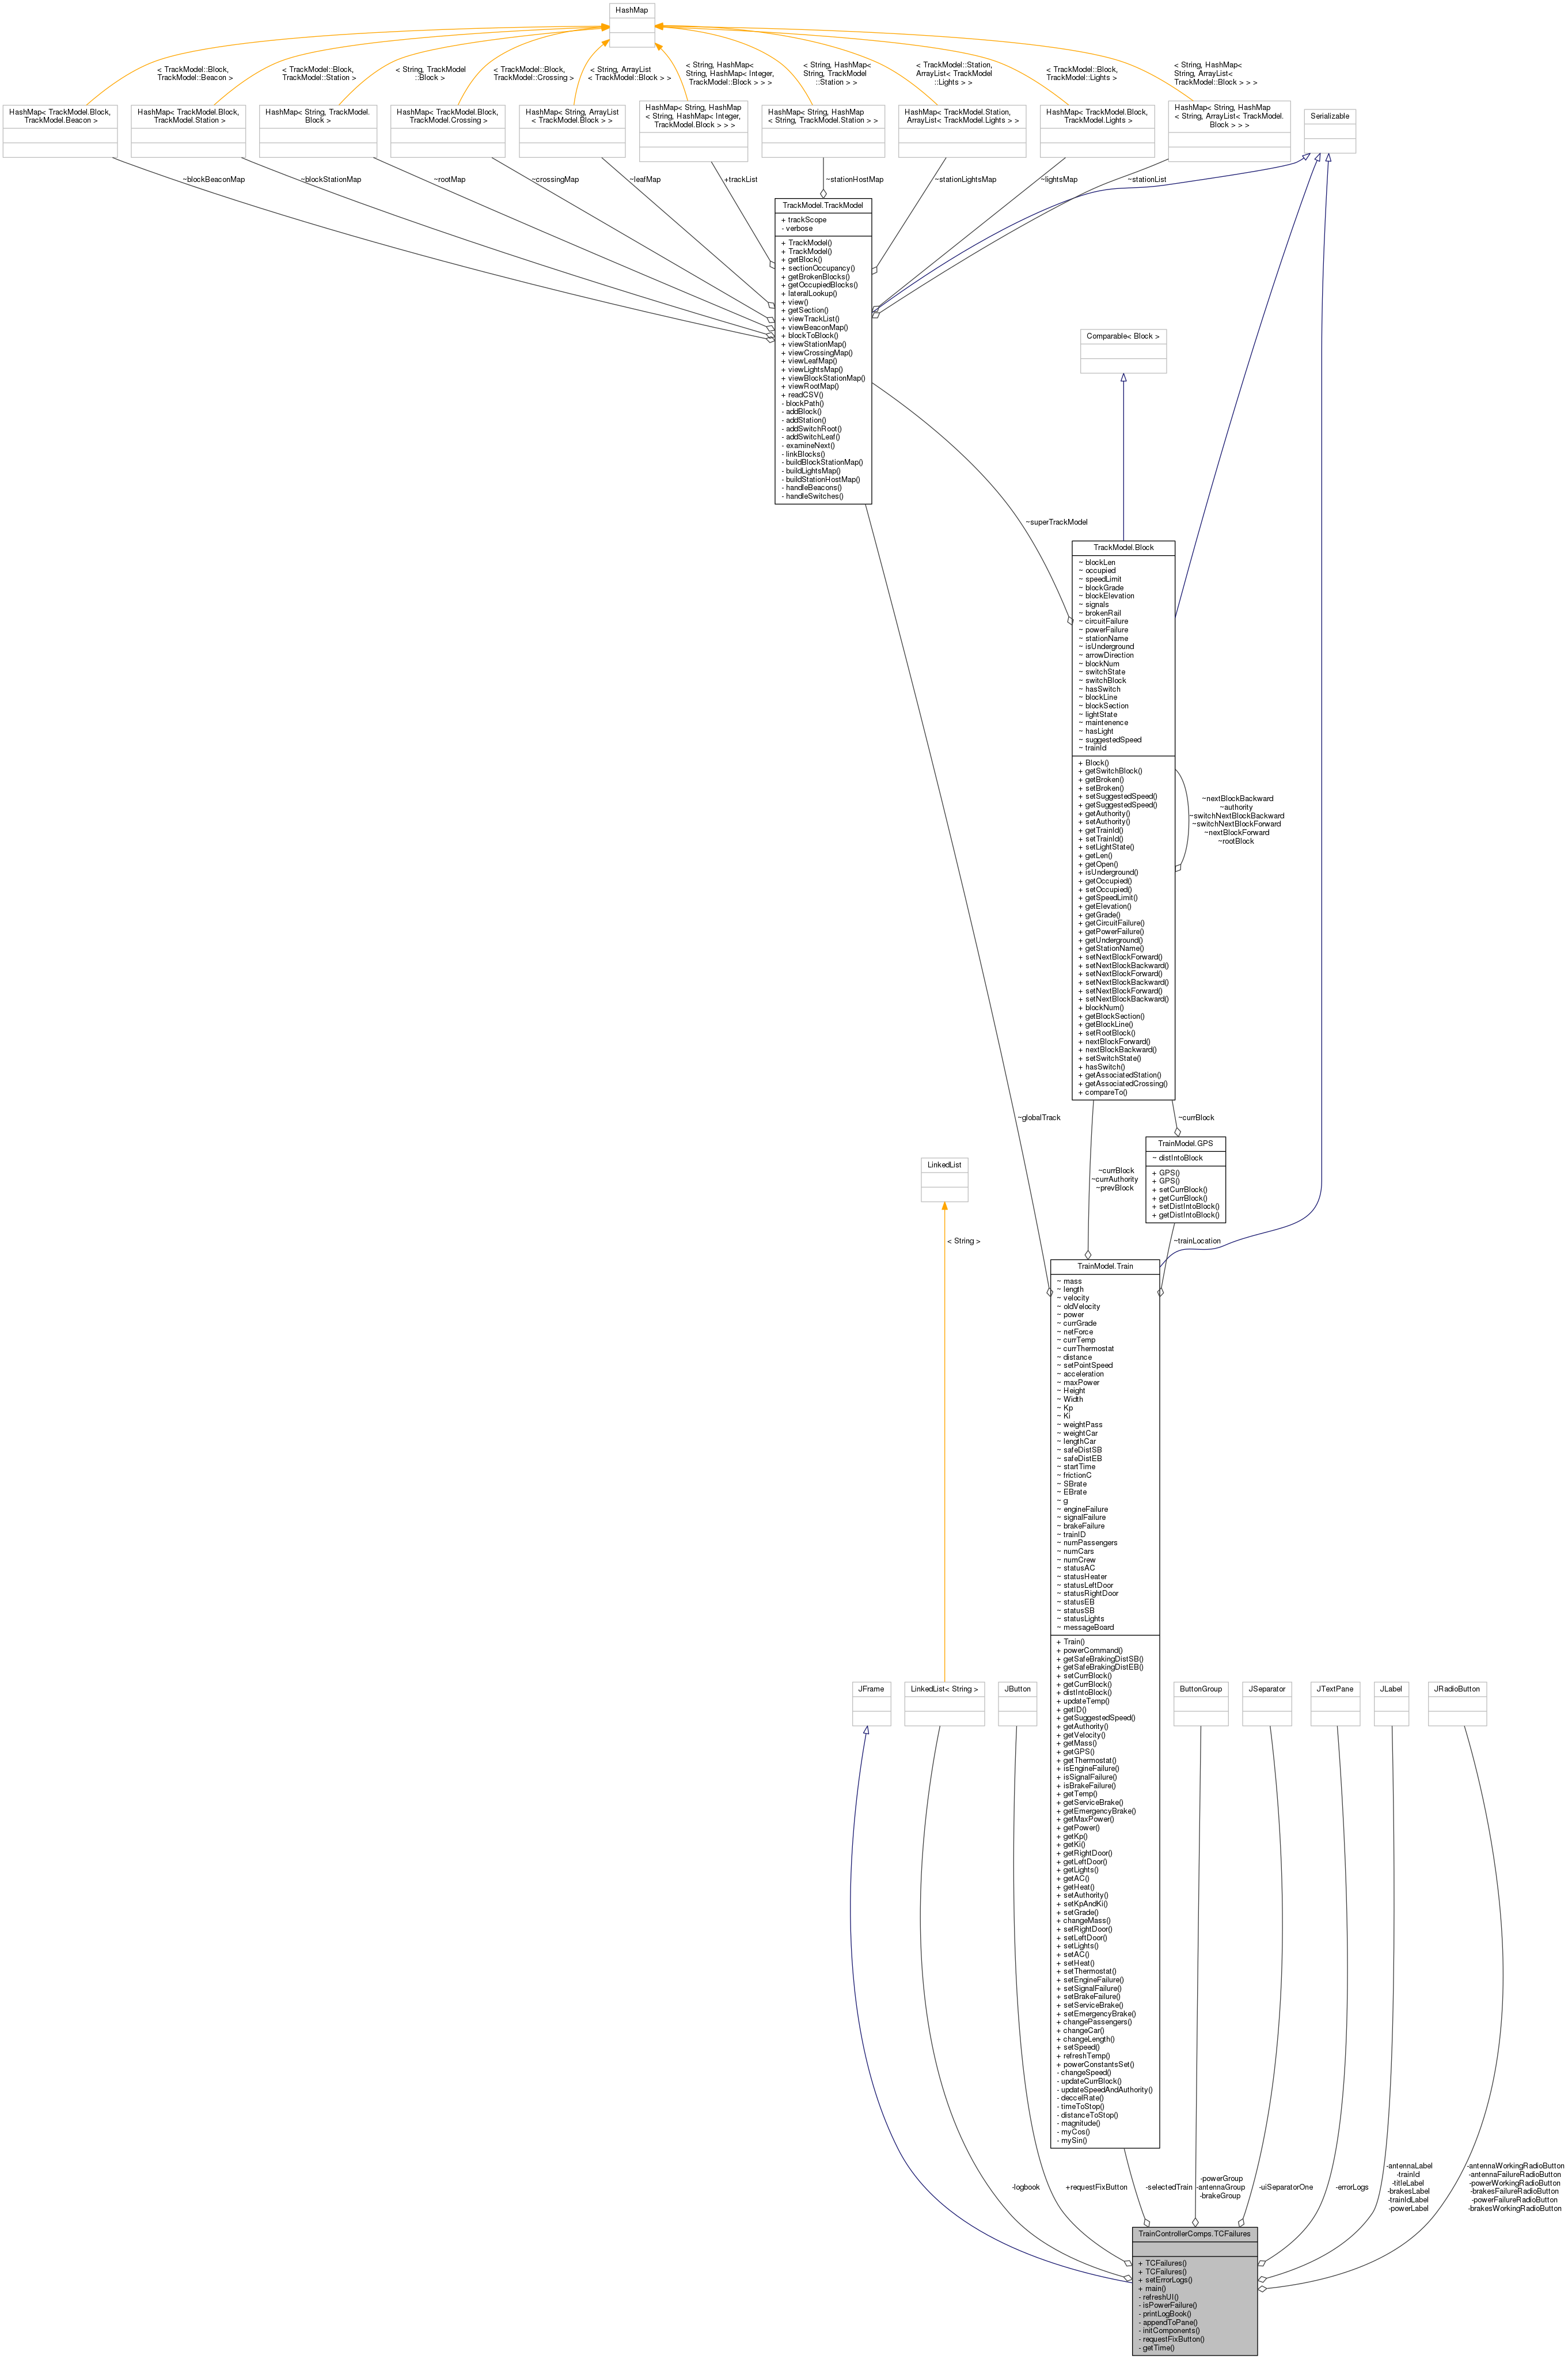 HashMap
< TrackModel::Block,
TrackModel::Beacon >
< TrackModel::Block,
TrackModel::Station >
< String, TrackModel
::Block >
< TrackModel::Block,
TrackModel::Crossing >
< String, ArrayList
< TrackModel::Block > >
< String, HashMap<
String, HashMap< Integer,
TrackModel::Block > > >
< String, HashMap<
String, TrackModel
::Station > >
< TrackModel::Station,
ArrayList< TrackModel
::Lights > >
< TrackModel::Block,
TrackModel::Lights >
< String, HashMap<
String, ArrayList<
TrackModel::Block > > >
HashMap< TrackModel.Block,
TrackModel.Beacon >
HashMap< TrackModel.Block,
TrackModel.Station >
HashMap< String, TrackModel.
Block >
HashMap< TrackModel.Block,
TrackModel.Crossing >
HashMap< String, ArrayList
< TrackModel.Block > >
HashMap< String, HashMap
< String, HashMap< Integer,
TrackModel.Block > > >
HashMap< String, HashMap
< String, TrackModel.Station > >
HashMap< TrackModel.Station,
ArrayList< TrackModel.Lights > >
HashMap< TrackModel.Block,
TrackModel.Lights >
HashMap< String, HashMap
< String, ArrayList< TrackModel.
Block > > >
Serializable
~blockBeaconMap
~blockStationMap
~rootMap
~crossingMap
~leafMap
+trackList
~stationHostMap
~stationLightsMap
~lightsMap
~stationList
TrackModel.TrackModel
+ trackScope
- verbose
+ TrackModel()
+ TrackModel()
+ getBlock()
+ sectionOccupancy()
+ getBrokenBlocks()
+ getOccupiedBlocks()
+ lateralLookup()
+ view()
+ getSection()
+ viewTrackList()
+ viewBeaconMap()
+ blockToBlock()
+ viewStationMap()
+ viewCrossingMap()
+ viewLeafMap()
+ viewLightsMap()
+ viewBlockStationMap()
+ viewRootMap()
+ readCSV()
- blockPath()
- addBlock()
- addStation()
- addSwitchRoot()
- addSwitchLeaf()
- examineNext()
- linkBlocks()
- buildBlockStationMap()
- buildLightsMap()
- buildStationHostMap()
- handleBeacons()
- handleSwitches()
Comparable< Block >
~superTrackModel
TrackModel.Block
~ blockLen
~ occupied
~ speedLimit
~ blockGrade
~ blockElevation
~ signals
~ brokenRail
~ circuitFailure
~ powerFailure
~ stationName
~ isUnderground
~ arrowDirection
~ blockNum
~ switchState
~ switchBlock
~ hasSwitch
~ blockLine
~ blockSection
~ lightState
~ maintenence
~ hasLight
~ suggestedSpeed
~ trainId
+ Block()
+ getSwitchBlock()
+ getBroken()
+ setBroken()
+ setSuggestedSpeed()
+ getSuggestedSpeed()
+ getAuthority()
+ setAuthority()
+ getTrainId()
+ setTrainId()
+ setLightState()
+ getLen()
+ getOpen()
+ isUnderground()
+ getOccupied()
+ setOccupied()
+ getSpeedLimit()
+ getElevation()
+ getGrade()
+ getCircuitFailure()
+ getPowerFailure()
+ getUnderground()
+ getStationName()
+ setNextBlockForward()
+ setNextBlockBackward()
+ setNextBlockForward()
+ setNextBlockBackward()
+ setNextBlockForward()
+ setNextBlockBackward()
+ blockNum()
+ getBlockSection()
+ getBlockLine()
+ setRootBlock()
+ nextBlockForward()
+ nextBlockBackward()
+ setSwitchState()
+ hasSwitch()
+ getAssociatedStation()
+ getAssociatedCrossing()
+ compareTo()
~nextBlockBackward
~authority
~switchNextBlockBackward
~switchNextBlockForward
~nextBlockForward
~rootBlock
~globalTrack
~currBlock
TrainModel.GPS
~ distIntoBlock
+ GPS()
+ GPS()
+ setCurrBlock()
+ getCurrBlock()
+ setDistIntoBlock()
+ getDistIntoBlock()
~currBlock
~currAuthority
~prevBlock
LinkedList
< String >
~trainLocation
TrainModel.Train
~ mass
~ length
~ velocity
~ oldVelocity
~ power
~ currGrade
~ netForce
~ currTemp
~ currThermostat
~ distance
~ setPointSpeed
~ acceleration
~ maxPower
~ Height
~ Width
~ Kp
~ Ki
~ weightPass
~ weightCar
~ lengthCar
~ safeDistSB
~ safeDistEB
~ startTime
~ frictionC
~ SBrate
~ EBrate
~ g
~ engineFailure
~ signalFailure
~ brakeFailure
~ trainID
~ numPassengers
~ numCars
~ numCrew
~ statusAC
~ statusHeater
~ statusLeftDoor
~ statusRightDoor
~ statusEB
~ statusSB
~ statusLights
~ messageBoard
+ Train()
+ powerCommand()
+ getSafeBrakingDistSB()
+ getSafeBrakingDistEB()
+ setCurrBlock()
+ getCurrBlock()
+ distIntoBlock()
+ updateTemp()
+ getID()
+ getSuggestedSpeed()
+ getAuthority()
+ getVelocity()
+ getMass()
+ getGPS()
+ getThermostat()
+ isEngineFailure()
+ isSignalFailure()
+ isBrakeFailure()
+ getTemp()
+ getServiceBrake()
+ getEmergencyBrake()
+ getMaxPower()
+ getPower()
+ getKp()
+ getKi()
+ getRightDoor()
+ getLeftDoor()
+ getLights()
+ getAC()
+ getHeat()
+ setAuthority()
+ setKpAndKi()
+ setGrade()
+ changeMass()
+ setRightDoor()
+ setLeftDoor()
+ setLights()
+ setAC()
+ setHeat()
+ setThermostat()
+ setEngineFailure()
+ setSignalFailure()
+ setBrakeFailure()
+ setServiceBrake()
+ setEmergencyBrake()
+ changePassengers()
+ changeCar()
+ changeLength()
+ setSpeed()
+ refreshTemp()
+ powerConstantsSet()
- changeSpeed()
- updateCurrBlock()
- updateSpeedAndAuthority()
- deccelRate()
- timeToStop()
- distanceToStop()
- magnitude()
- myCos()
- mySin()
JFrame
LinkedList< String >
JButton
ButtonGroup
JSeparator
JTextPane
JLabel
JRadioButton
-logbook
+requestFixButton
-selectedTrain
-powerGroup
-antennaGroup
-brakeGroup
-uiSeparatorOne
-errorLogs
-antennaLabel
-trainId
-titleLabel
-brakesLabel
-trainIdLabel
-powerLabel
-antennaWorkingRadioButton
-antennaFailureRadioButton
-powerWorkingRadioButton
-brakesFailureRadioButton
-powerFailureRadioButton
-brakesWorkingRadioButton
TrainControllerComps.TCFailures
+ TCFailures()
+ TCFailures()
+ setErrorLogs()
+ main()
- refreshUI()
- isPowerFailure()
- printLogBook()
- appendToPane()
- initComponents()
- requestFixButton()
- getTime()